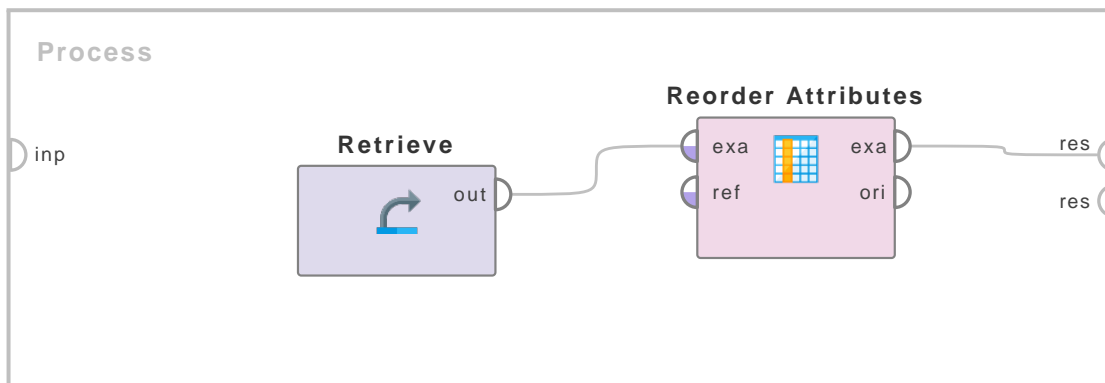 Process
Reorder Attributes
Retrieve
inp
out
exa
exa
res
ref
ori
res